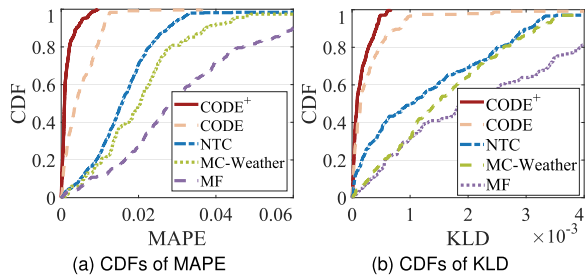 1
0.8
0.6
0.4
0.2
0
CDF
CODE+
CODE
NTC
MC-Weather
MF
0 0.02 0.04 0.06
MAPE
(a) CDFs of MAPE
1
0.8
0.6
0.4
0.2
0
CDF
CODE+
CODE
NTC
MC-Weather
MF
0 1 2 3 4
×10⁻³
KLD
(b) CDFs of KLD